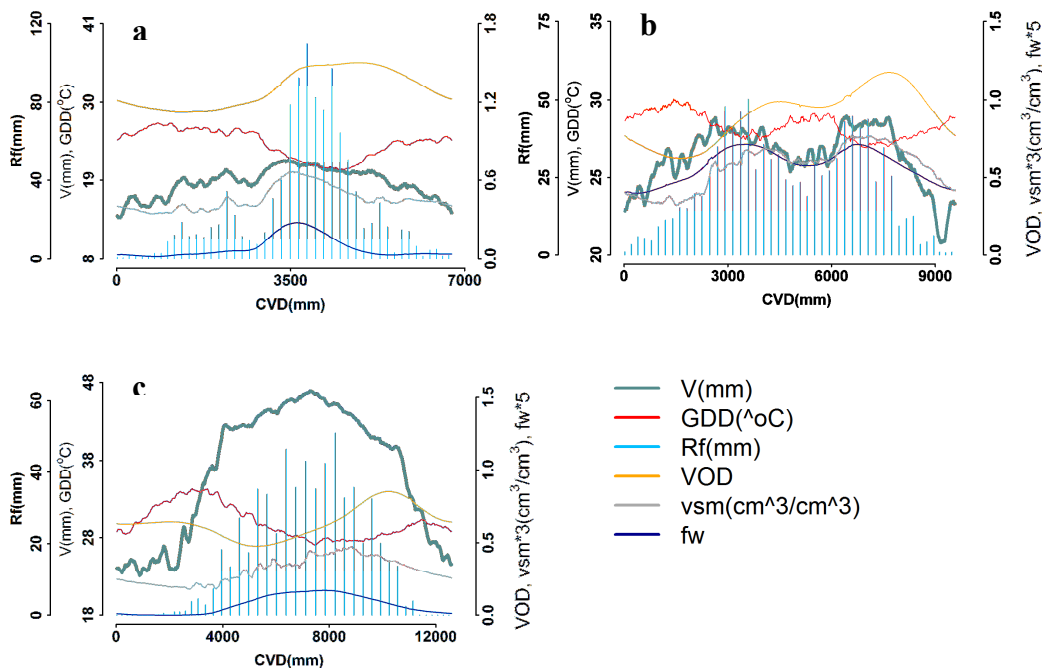 a
120
80
40
0
Rf(mm)
41
30
19
8
V(mm), GDD(°C)
1.8
1.2
0.6
0.0
0
3500
7000
CVD(mm)
b
75
50
25
0
Rf(mm)
35
30
25
20
V(mm), GDD(°C)
1.5
1.0
0.5
0.0
VOD, vsm*3(cm³/cm³), fw*5
0
3000
6000
9000
CVD(mm)
c
60
40
20
0
Rf(mm)
48
38
28
18
V(mm), GDD(°C)
1.5
1.0
0.5
0.0
VOD, vsm*3(cm³/cm³), fw*5
0
4000
8000
12000
CVD(mm)
V(mm)
GDD(^oC)
Rf(mm)
VOD
vsm(cm^3/cm^3)
fw